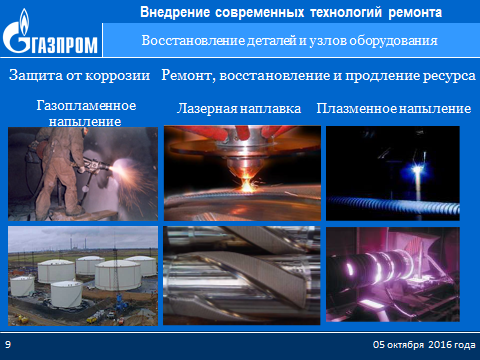 Внедрение современных технологий ремонта
ГАЗПРОМ
Восстановление деталей и узлов оборудования
Защита от коррозии Ремонт, восстановление и продление ресурса
Газопламенное
напыление
Лазерная наплавка
Плазменное напыление
9
05 октября 2016 года